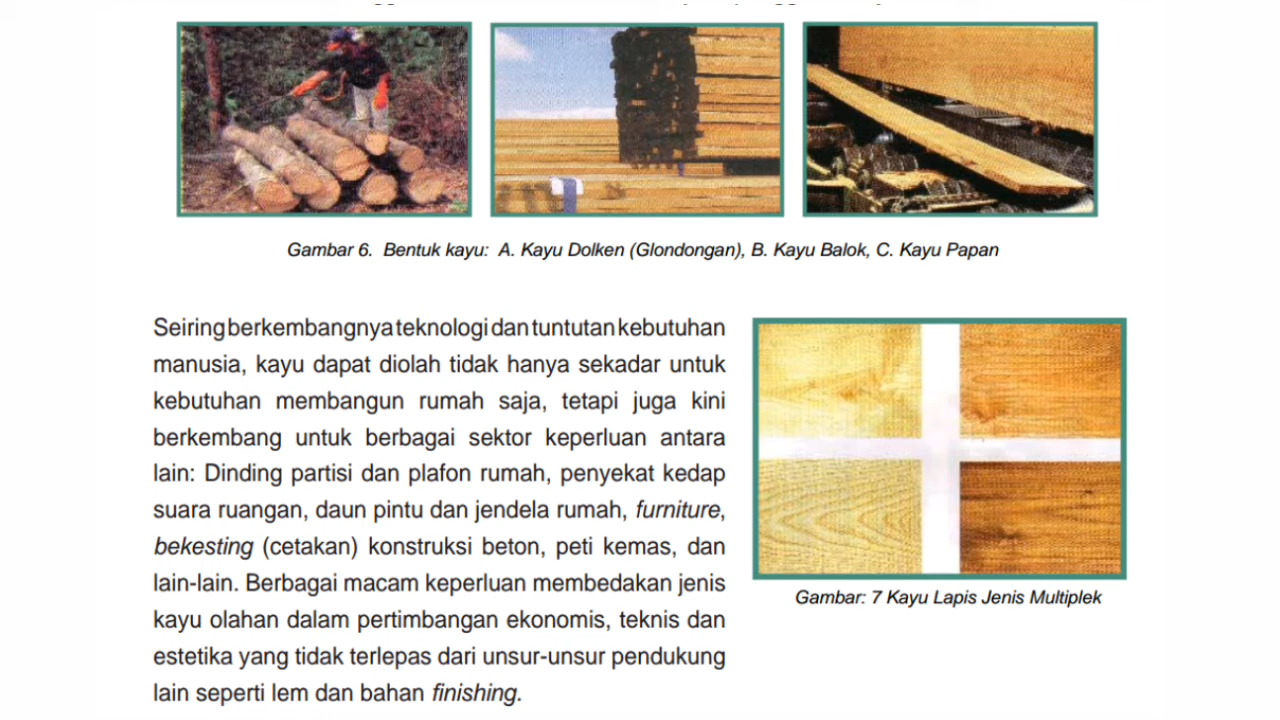 Gambar 6. Bentuk kayu: A. Kayu Dolken (Glondongan), B. Kayu Balok, C. Kayu Papan
Seiring berkembangnya teknologi dan tuntutan kebutuhan
manusia, kayu dapat diolah tidak hanya sekadar untuk
kebutuhan membangun rumah saja, tetapi juga kini
berkembang untuk berbagai sektor keperluan antara
lain: Dinding partisi dan plafon rumah, penyekat kedap
suara ruangan, daun pintu dan jendela rumah, furniture,
bekesting (cetakan) konstruksi beton, peti kemas, dan
lain-lain. Berbagai macam keperluan membedakan jenis
kayu olahan dalam pertimbangan ekonomis, teknis dan
estetika yang tidak terlepas dari unsur-unsur pendukung
lain seperti lem dan bahan finishing.
Gambar: 7 Kayu Lapis Jenis Multiplek